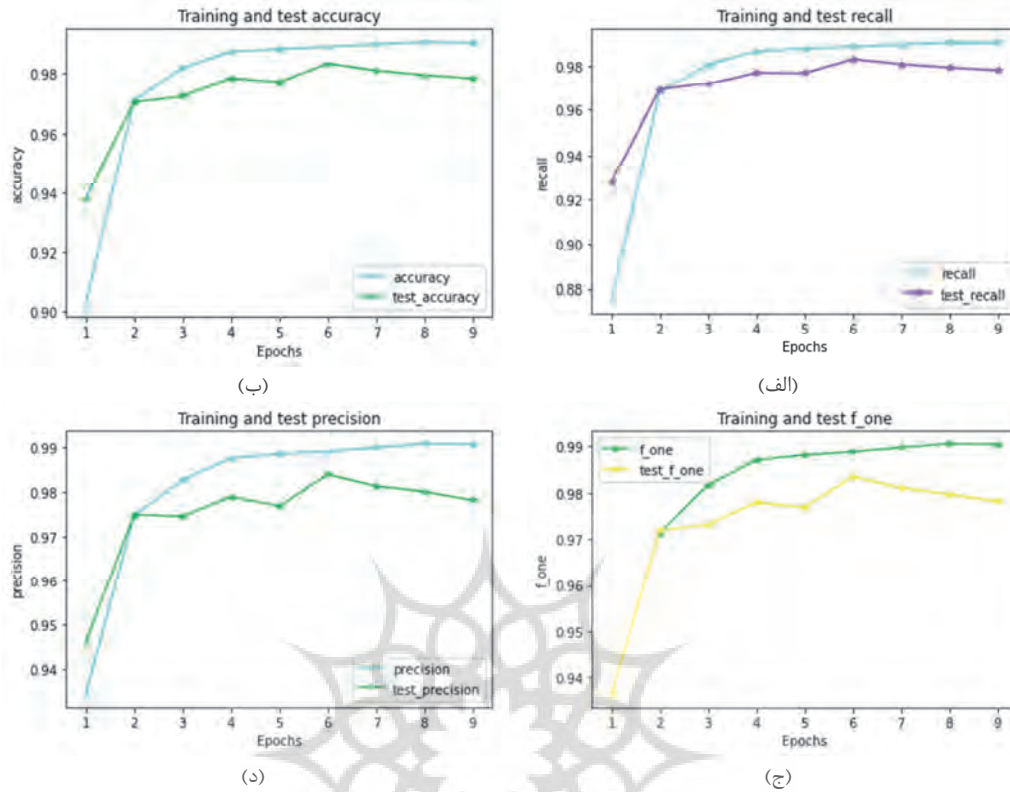 Training and test accuracy
accuracy
0.98
0.96
0.94
0.92
0.90
1 2 3 4 5 6 7 8 9
Epochs
accuracy
test_accuracy
(ب)
Training and test recall
recall
0.98
0.96
0.94
0.92
0.90
0.88
1 2 3 4 5 6 7 8 9
Epochs
recall
test_recall
(الف)
Training and test precision
precision
0.99
0.98
0.97
0.96
0.95
0.94
1 2 3 4 5 6 7 8 9
Epochs
precision
test_precision
(د)
Training and test f_one
f_one
0.99
0.98
0.97
0.96
0.95
0.94
1 2 3 4 5 6 7 8 9
Epochs
f_one
test_f_one
(ج)